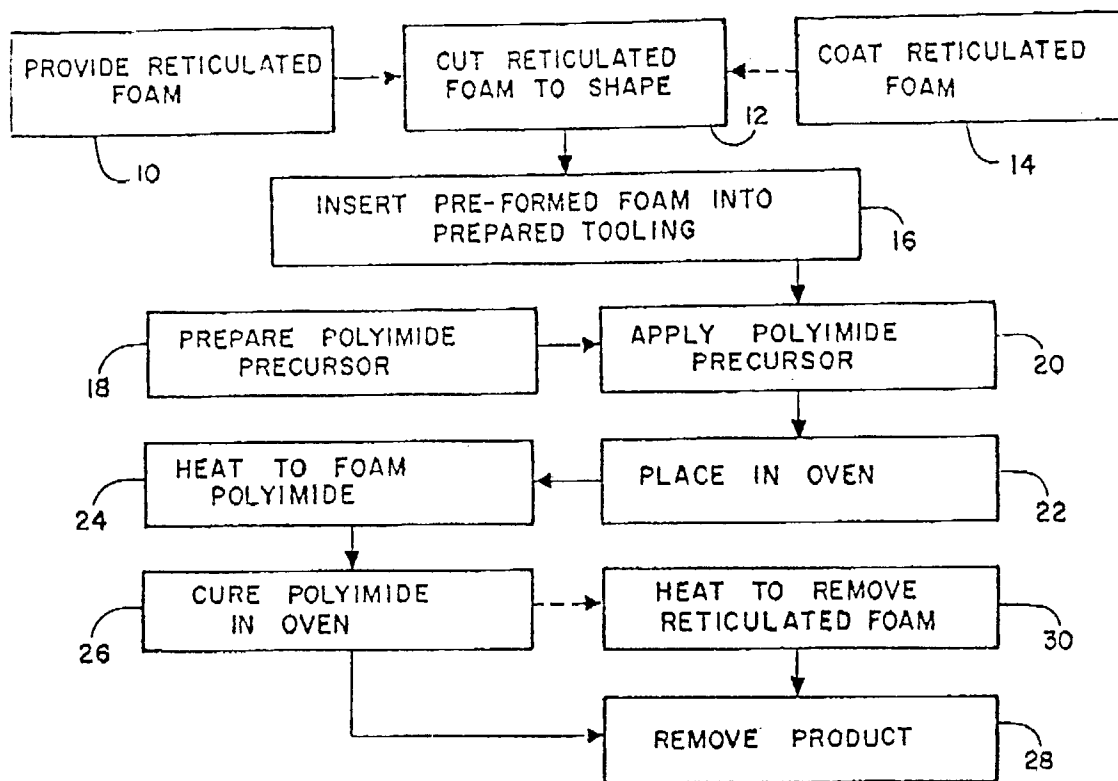 PROVIDE RETICULATED
FOAM
10
CUT RETICULATED
FOAM TO SHAPE
12
COAT RETICULATED
FOAM
14
INSERT PRE-FORMED FOAM INTO
PREPARED TOOLING
16
PREPARE POLYIMIDE
PRECURSOR
18
APPLY POLYIMIDE
PRECURSOR
20
HEAT TO FOAM
POLYIMIDE
24
PLACE IN OVEN
22
CURE POLYIMIDE
IN OVEN
26
HEAT TO REMOVE
RETICULATED FOAM
30
REMOVE PRODUCT
28